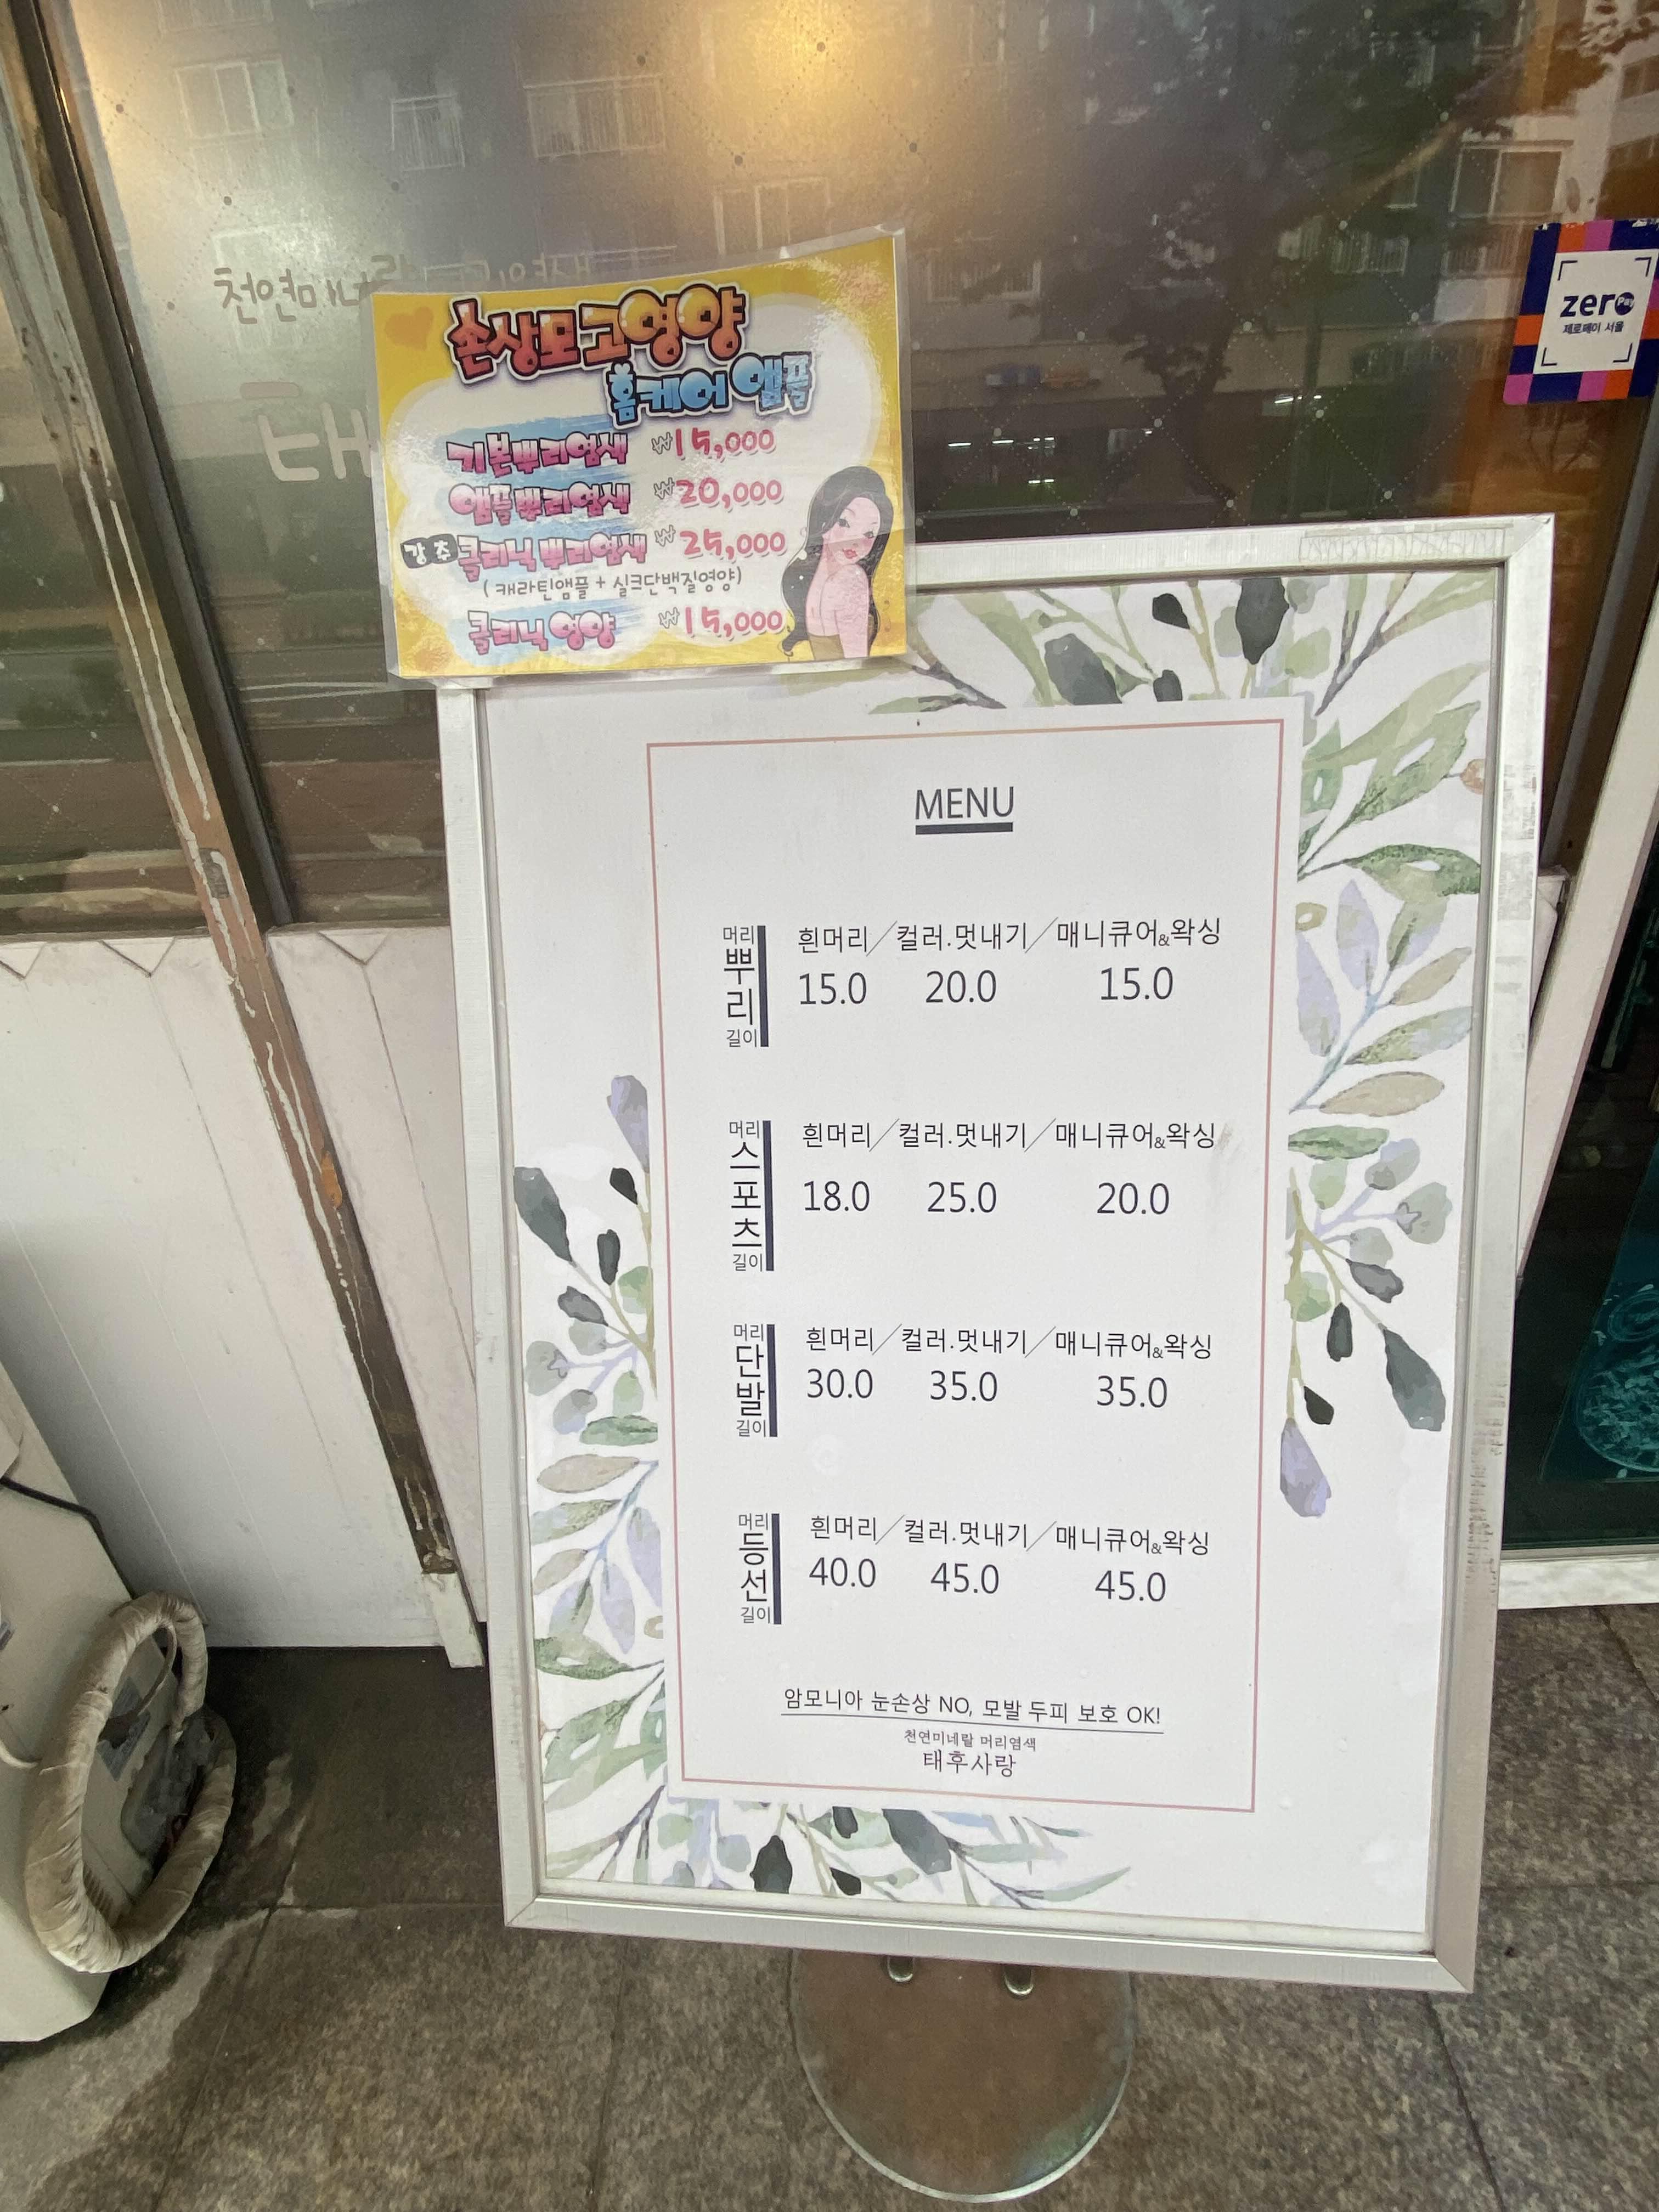 천연미네랄
태
손상모고영양
홈케어 앰플
기본뿌리염색 ₩15,000
앰플뿌리염색 ₩20,000
강추 클리닉 뿌리염색 ₩25,000
(캐라틴앰플 + 실크단백질영양)
클리닉 영양 ₩15,000
zero Pay
제로페이 서울
MENU
머리 뿌리 길이
흰머리/컬러.멋내기/매니큐어&왁싱
15.0 20.0 15.0
머리 스포츠 길이
흰머리/컬러.멋내기/매니큐어&왁싱
18.0 25.0 20.0
머리 단발 길이
흰머리/컬러.멋내기/매니큐어&왁싱
30.0 35.0 35.0
머리 등선 길이
흰머리/컬러.멋내기/매니큐어&왁싱
40.0 45.0 45.0
암모니아 눈손상 NO, 모발 두피 보호 OK!
천연미네랄 머리염색
태후사랑